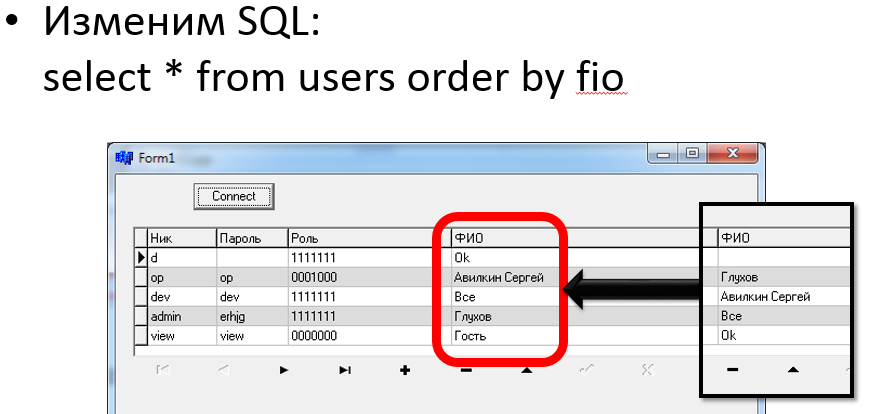 • Изменим SQL:
select * from users order by fio
Form1
Connect
Ник Пароль Роль ФИО
d 1111111 Ok
op op 0001000 Авилкин Сергей
dev dev 1111111 Все
admin erhjg 1111111 Глухов
view view 0000000 Гость
ФИО
Глухов
Авилкин Сергей
Все
Ok